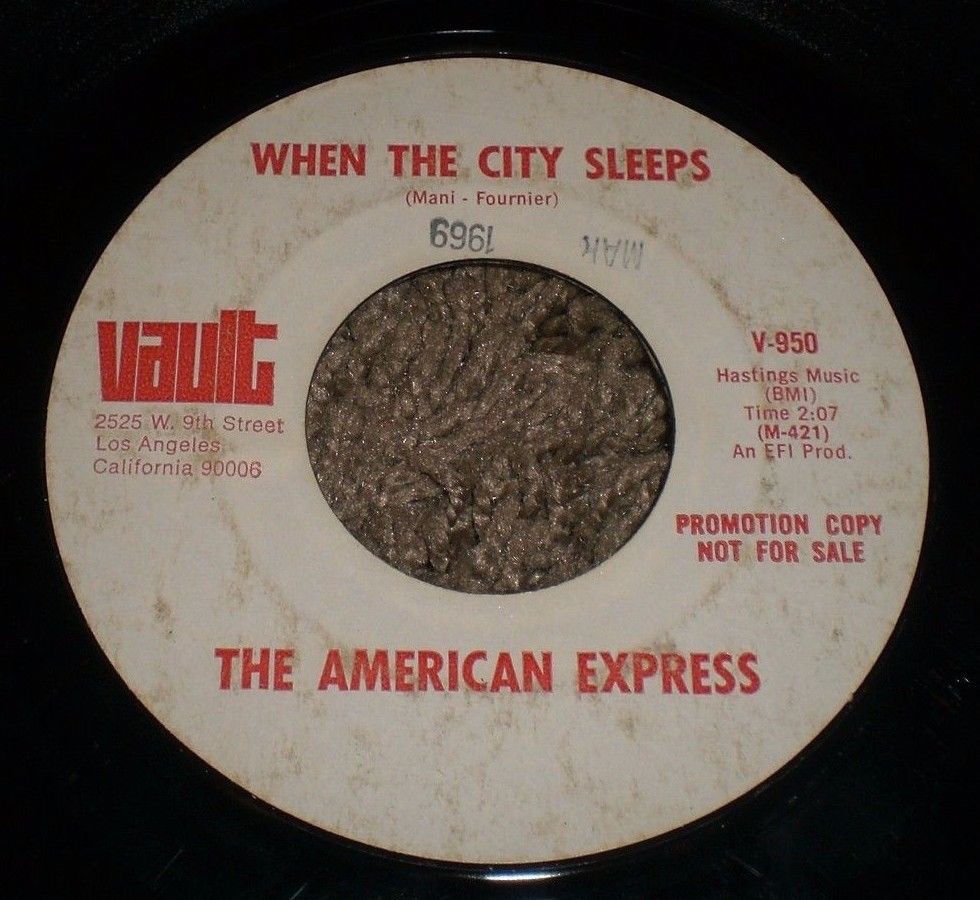 WHEN THE CITY SLEEPS
(Mani - Fournier)
1969 MAR
vault
2525 W. 9th Street
Los Angeles
California 90006
V-950
Hastings Music
(BMI)
Time 2:07
(M-421)
An EFI Prod.
PROMOTION COPY
NOT FOR SALE
THE AMERICAN EXPRESS